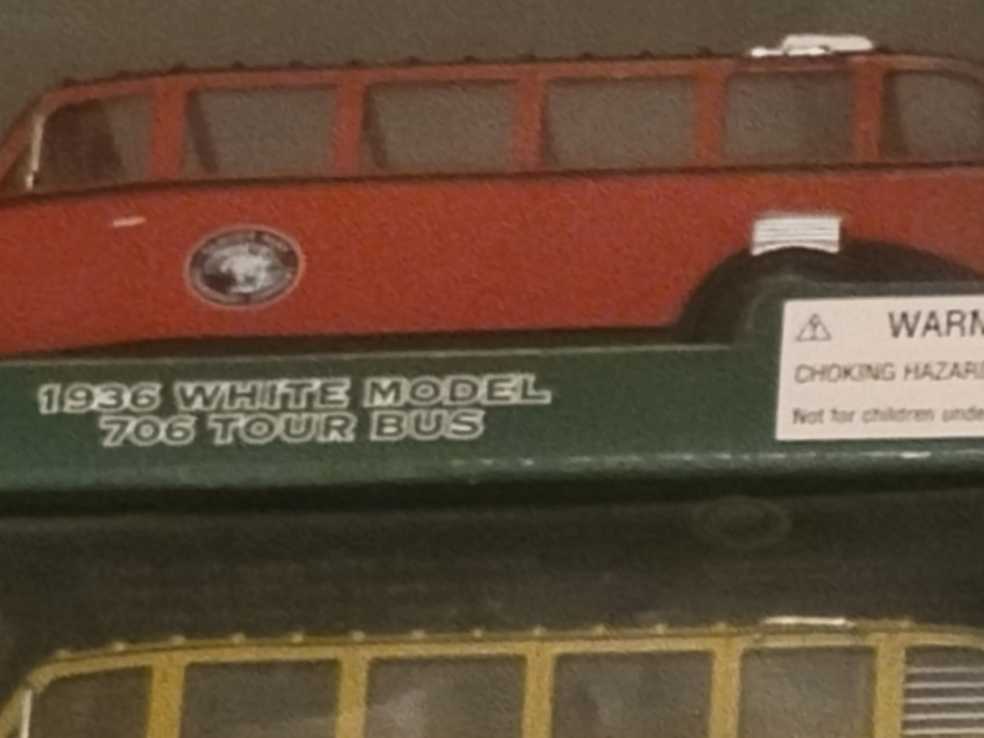 1936 WHITE MODEL
706 TOUR BUS
WARN
CHOKING HAZARD
Not for children unde